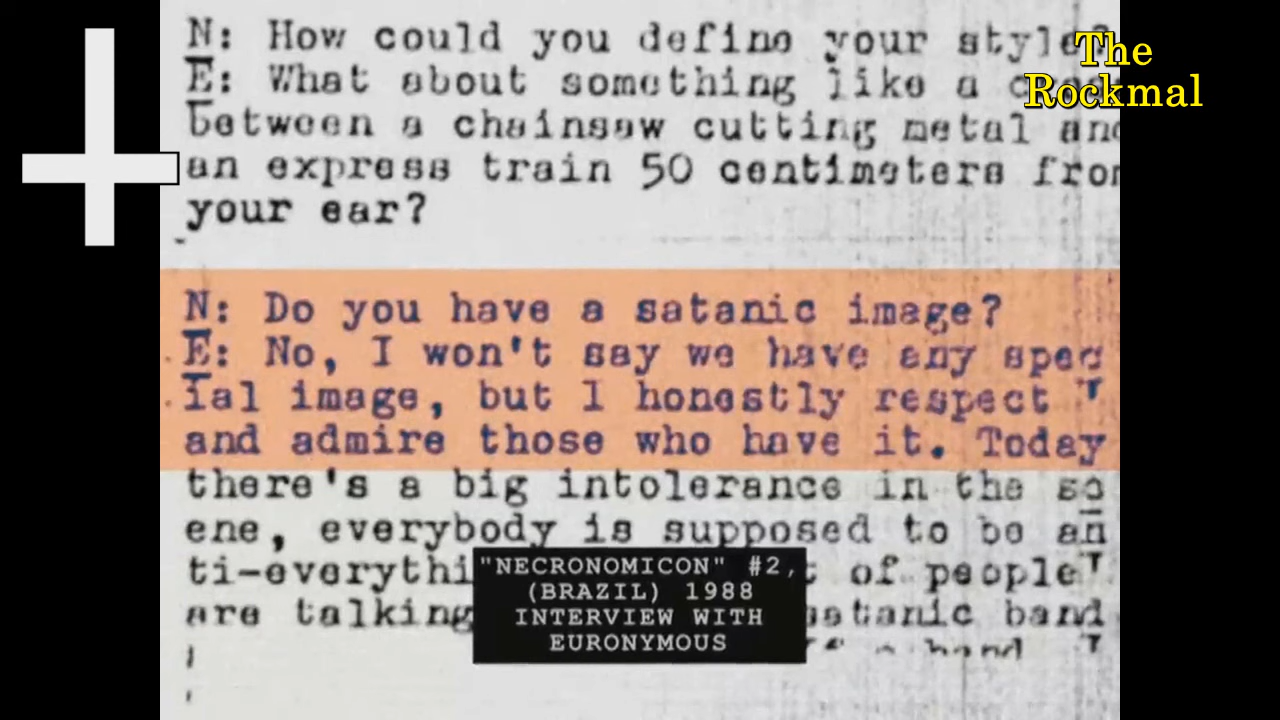 N: How could you define your style?
E: What about something like a
between a chainsaw cutting metal and
an express train 50 centimeters from
your ear?
N: Do you have a satanic image?
E: No, I won't say we have any spec
ial image, but I honestly respect
and admire those who have it. Today
there's a big intolerance in the sc
ene, everybody is supposed to be an
ti-everythi of people
are talking satanic band
band
The
Rockmal
"NECRONOMICON" #2,
(BRAZIL) 1988
INTERVIEW WITH
EURONYMOUS